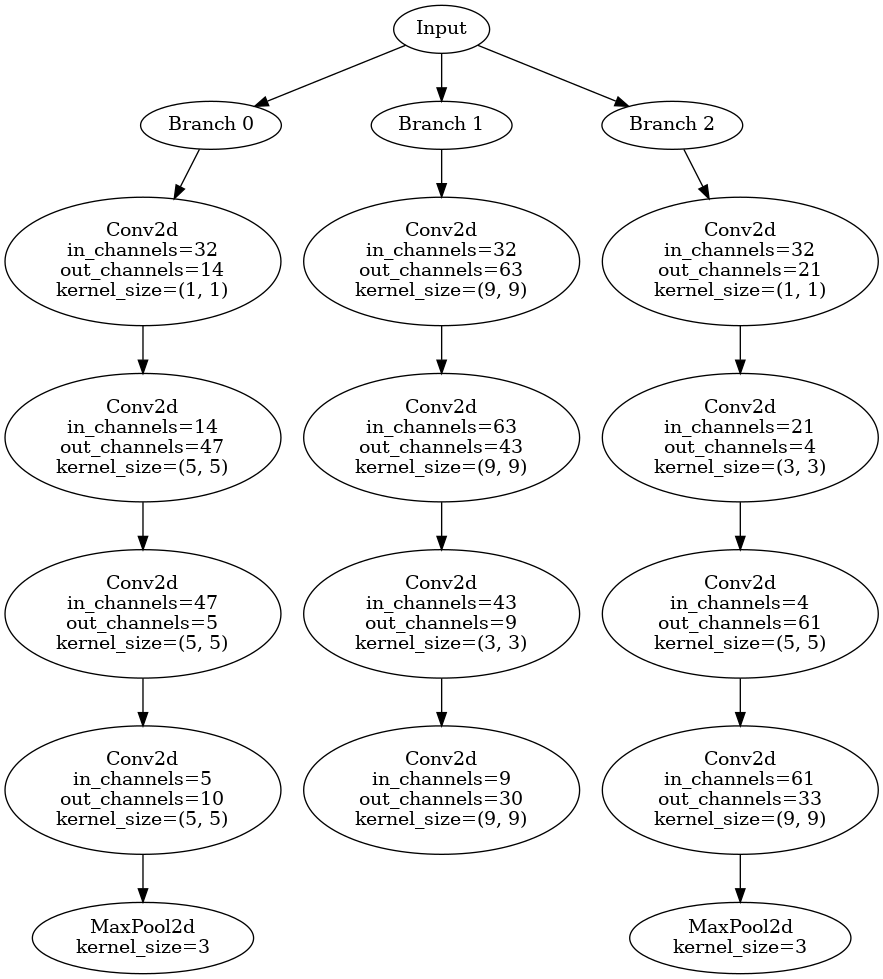 Input
Branch 0
Branch 1
Branch 2
Conv2d
in_channels=32
out_channels=14
kernel_size=(1, 1)
Conv2d
in_channels=32
out_channels=63
kernel_size=(9, 9)
Conv2d
in_channels=32
out_channels=21
kernel_size=(1, 1)
Conv2d
in_channels=14
out_channels=47
kernel_size=(5, 5)
Conv2d
in_channels=63
out_channels=43
kernel_size=(9, 9)
Conv2d
in_channels=21
out_channels=4
kernel_size=(3, 3)
Conv2d
in_channels=47
out_channels=5
kernel_size=(5, 5)
Conv2d
in_channels=43
out_channels=9
kernel_size=(3, 3)
Conv2d
in_channels=4
out_channels=61
kernel_size=(5, 5)
Conv2d
in_channels=5
out_channels=10
kernel_size=(5, 5)
Conv2d
in_channels=9
out_channels=30
kernel_size=(9, 9)
Conv2d
in_channels=61
out_channels=33
kernel_size=(9, 9)
MaxPool2d
kernel_size=3
MaxPool2d
kernel_size=3